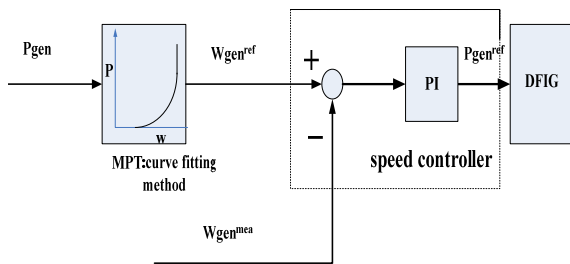 Pgen
P
w
MPT:curve fitting
method
Wgenref
+
−
PI
Pgenref
DFIG
speed controller
Wgenmea